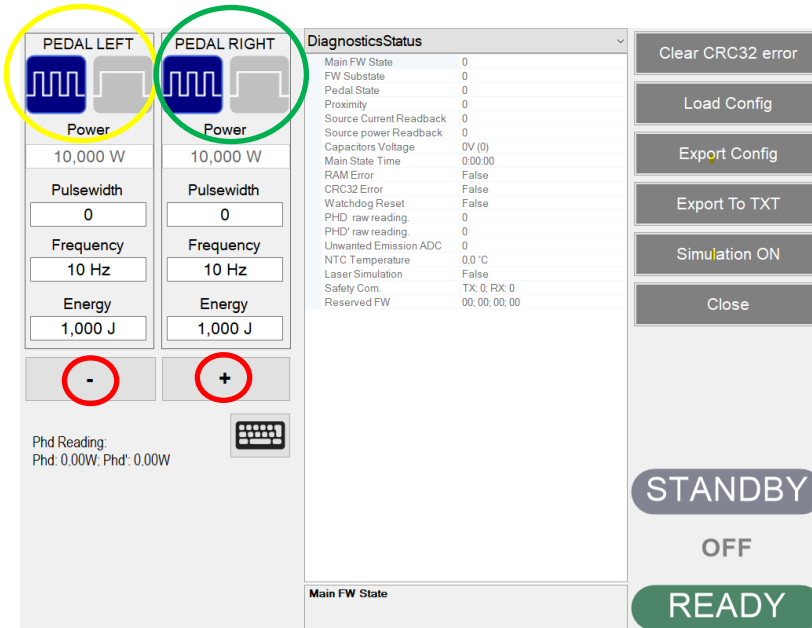 PEDAL LEFT
Power
10,000 W
Pulsewidth
0
Frequency
10 Hz
Energy
1,000 J
-
PEDAL RIGHT
Power
10,000 W
Pulsewidth
0
Frequency
10 Hz
Energy
1,000 J
+
Phd Reading:
Phd: 0,00W; Phd': 0,00W
DiagnosticsStatus
Main FW State 0
FW Substate 0
Pedal State 0
Proximity 0
Source Current Readback 0
Source power Readback 0
Capacitors Voltage 0V (0)
Main State Time 0:00:00
RAM Error False
CRC32 Error False
Watchdog Reset False
PHD raw reading. 0
PHD' raw reading. 0
Unwanted Emission ADC 0
NTC Temperature 0,0 °C
Laser Simulation False
Safety Com. TX: 0; RX: 0
Reserved FW 00; 00; 00; 00
Main FW State
Clear CRC32 error
Load Config
Export Config
Export To TXT
Simulation ON
Close
STANDBY
OFF
READY